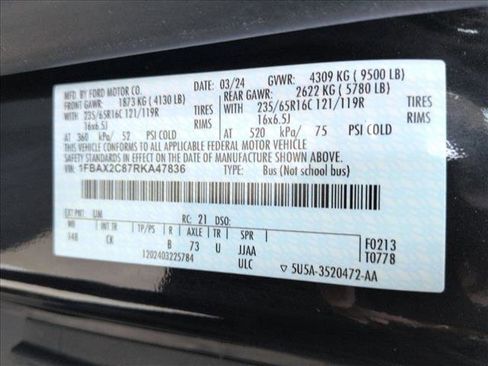 MFD. BY FORD MOTOR CO.
DATE: 03/24 GVWR: 4309 KG ( 9500 LB)
FRONT GAWR: 1873 KG ( 4130 LB) REAR GAWR: 2622 KG ( 5780 LB)
WITH 235/65R16C 121/119R TIRES WITH 235/65R16C 121/119R TIRES
16x6.5J RIMS 16x6.5J RIMS
AT 360 kPa/ 52 PSI COLD AT 520 kPa/ 75 PSI COLD
THIS VEHICLE CONFORMS TO ALL APPLICABLE FEDERAL MOTOR VEHICLE
SAFETY STANDARDS IN EFFECT ON THE DATE OF MANUFACTURE SHOWN ABOVE.
VIN: 1FBAX2C87RKA47836 TYPE: Bus (Not school bus)
EXT PNT: UM RC: 21 DSO:
WB INT TR TP/PS R AXLE TR SPR F0213
148 CK B 73 U JJAA T0778
ULC
1202403225784 5U5A-3520472-AA